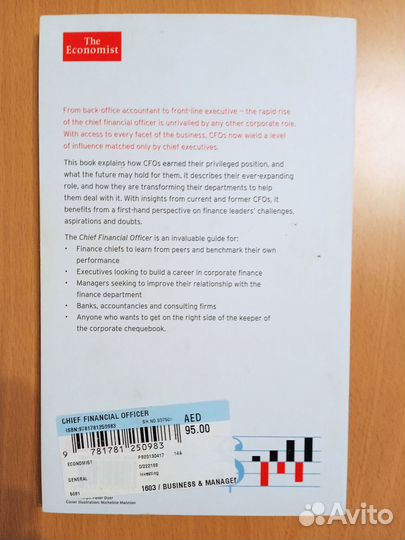 The
Economist
From back-office accountant to front-line executive – the rapid rise
of the chief financial officer is unrivalled by any other corporate role.
With access to every facet of the business, CFOs now wield a level
of influence matched only by chief executives.
This book explains how CFOs earned their privileged position, and
what the future may hold for them. It describes their ever-expanding
role, and how they are transforming their departments to help
them deal with it. With insights from current and former CFOs, it
benefits from a first-hand perspective on finance leaders' challenges,
aspirations and doubts.
The Chief Financial Officer is an invaluable guide for:
• Finance chiefs to learn from peers and benchmark their own
performance
• Executives looking to build a career in corporate finance
• Managers seeking to improve their relationship with the
finance department
• Banks, accountancies and consulting firms
• Anyone who wants to get on the right side of the keeper of
the corporate chequebook.
CHIEF FINANCIAL OFFICER
ISBN:9781781250983
AED
95.00
9 781781 250983
ECONOMIST
GENERAL
Investing
1603 / BUSINESS & MANAGEM
Cover illustration: Micheline Mannion
Avito